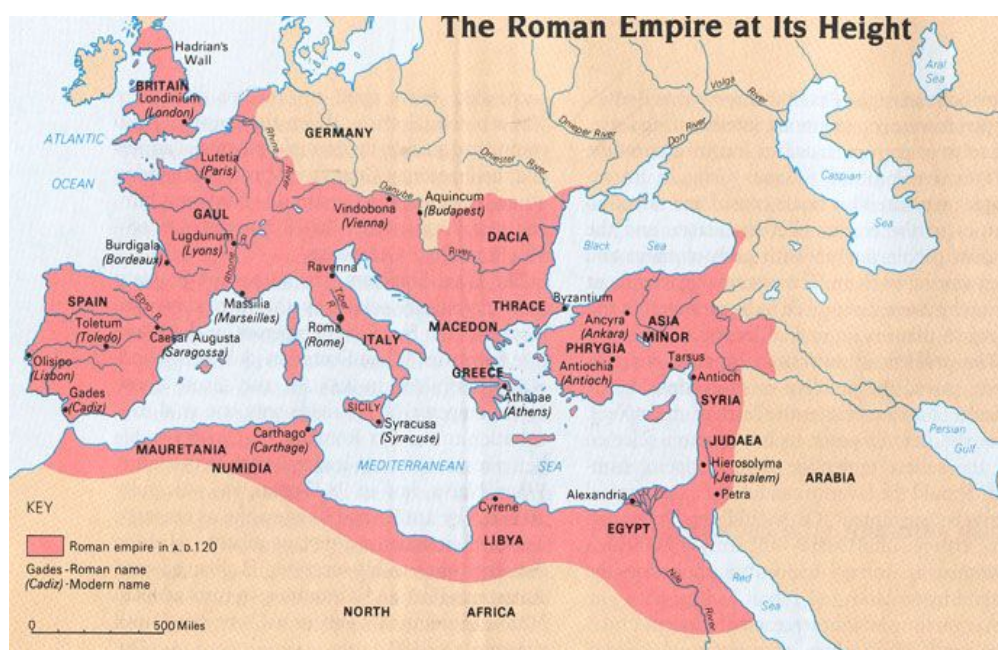 The Roman Empire at Its Height
Hadrian's
Wall
BRITAIN
Londinium
(London)
ATLANTIC
OCEAN
GERMANY
Rhine
River
Lutetia
(Paris)
GAUL
Lugdunum
(Lyons)
Rhone R.
Burdigala
(Bordeaux)
Danube
River
Vindobona
(Vienna)
Aquincum
(Budapest)
DACIA
Dniester River
Dnieper River
Don River
Volga River
Aral
Sea
Caspian
Sea
Black Sea
SPAIN
Ebro R.
Toletum
(Toledo)
Caesar Augusta
(Saragossa)
Olisipo
(Lisbon)
Gades
(Cadiz)
Massilia
(Marseilles)
Ravenna
Tiber
R.
Roma
(Rome)
ITALY
SICILY
Syracusa
(Syracuse)
THRACE
Byzantium
MACEDON
GREECE
Athanae
(Athens)
Ancyra
(Ankara)
ASIA
MINOR
PHRYGIA
Antiochia
(Antioch)
Tarsus
Antioch
SYRIA
JUDAEA
Hierosolyma
(Jerusalem)
Petra
ARABIA
Persian
Gulf
MAURETANIA
NUMIDIA
Carthago
(Carthage)
MEDITERRANEAN SEA
Cyrene
LIBYA
Alexandria
EGYPT
Nile
River
Red
Sea
NORTH AFRICA
KEY
Roman empire in A.D.120
Gades-Roman name
(Cadiz)-Modern name
0 500 Miles